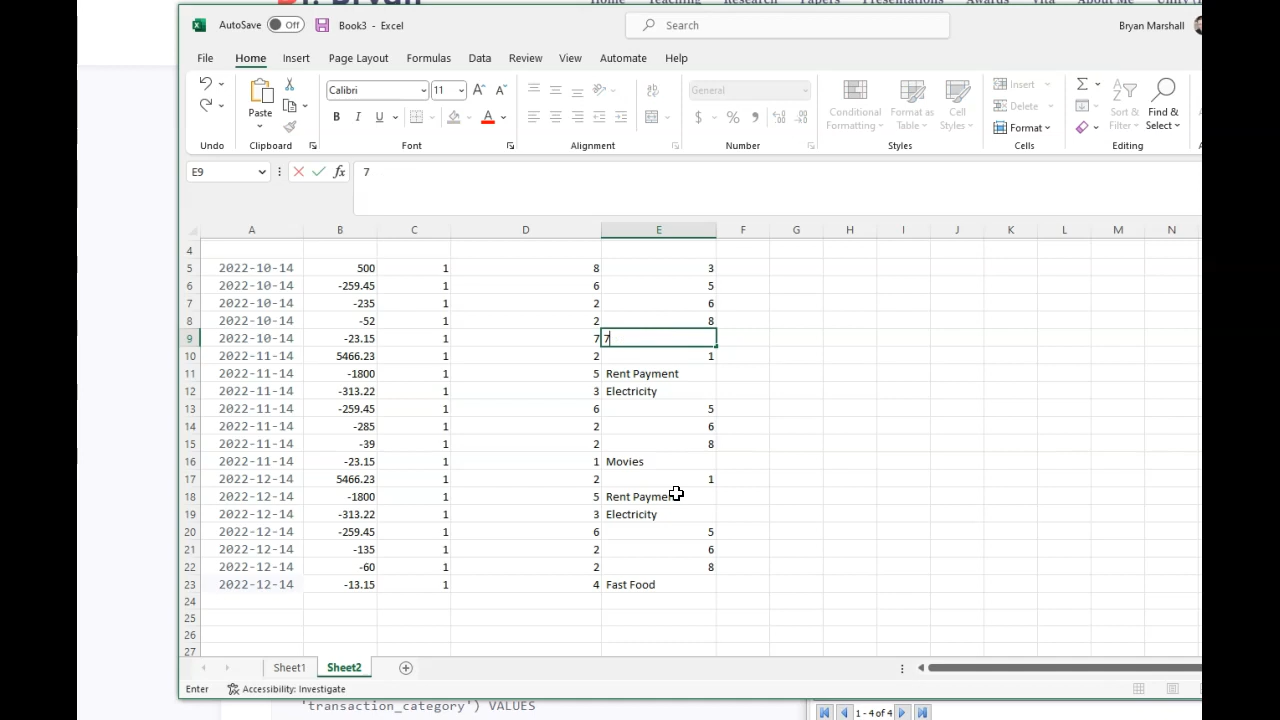 AutoSave Off Book3 - Excel Search Bryan Marshall
File Home Insert Page Layout Formulas Data Review View Automate Help
Calibri 11 General
Paste B I U Conditional Formatting Format as Table Cell Styles Insert Delete Format Sort & Filter Find & Select
Undo Clipboard Font Alignment Number Styles Cells Editing
E9 fx 7
A B C D E F G H I J K L M N
4
5 2022-10-14 500 1 8 3
6 2022-10-14 -259.45 1 6 5
7 2022-10-14 -235 1 2 6
8 2022-10-14 -52 1 2 8
9 2022-10-14 -23.15 1 7 7
10 2022-11-14 5466.23 1 2 1
11 2022-11-14 -1800 1 5 Rent Payment
12 2022-11-14 -313.22 1 3 Electricity
13 2022-11-14 -259.45 1 6 5
14 2022-11-14 -285 1 2 6
15 2022-11-14 -39 1 2 8
16 2022-11-14 -23.15 1 1 Movies
17 2022-12-14 5466.23 1 2 1
18 2022-12-14 -1800 1 5 Rent Payment
19 2022-12-14 -313.22 1 3 Electricity
20 2022-12-14 -259.45 1 6 5
21 2022-12-14 -135 1 2 6
22 2022-12-14 -60 1 2 8
23 2022-12-14 -13.15 1 4 Fast Food
24
25
26
27
Sheet1 Sheet2
Enter Accessibility: Investigate
'transaction_category') VALUES 1 - 4 of 4